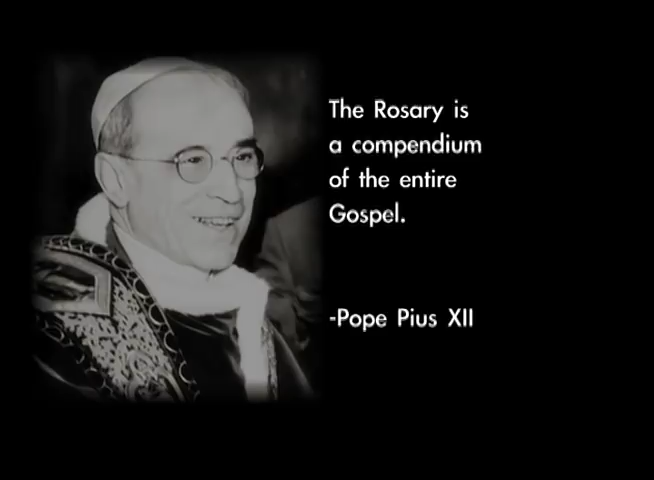 The Rosary is
a compendium
of the entire
Gospel.
-Pope Pius XII